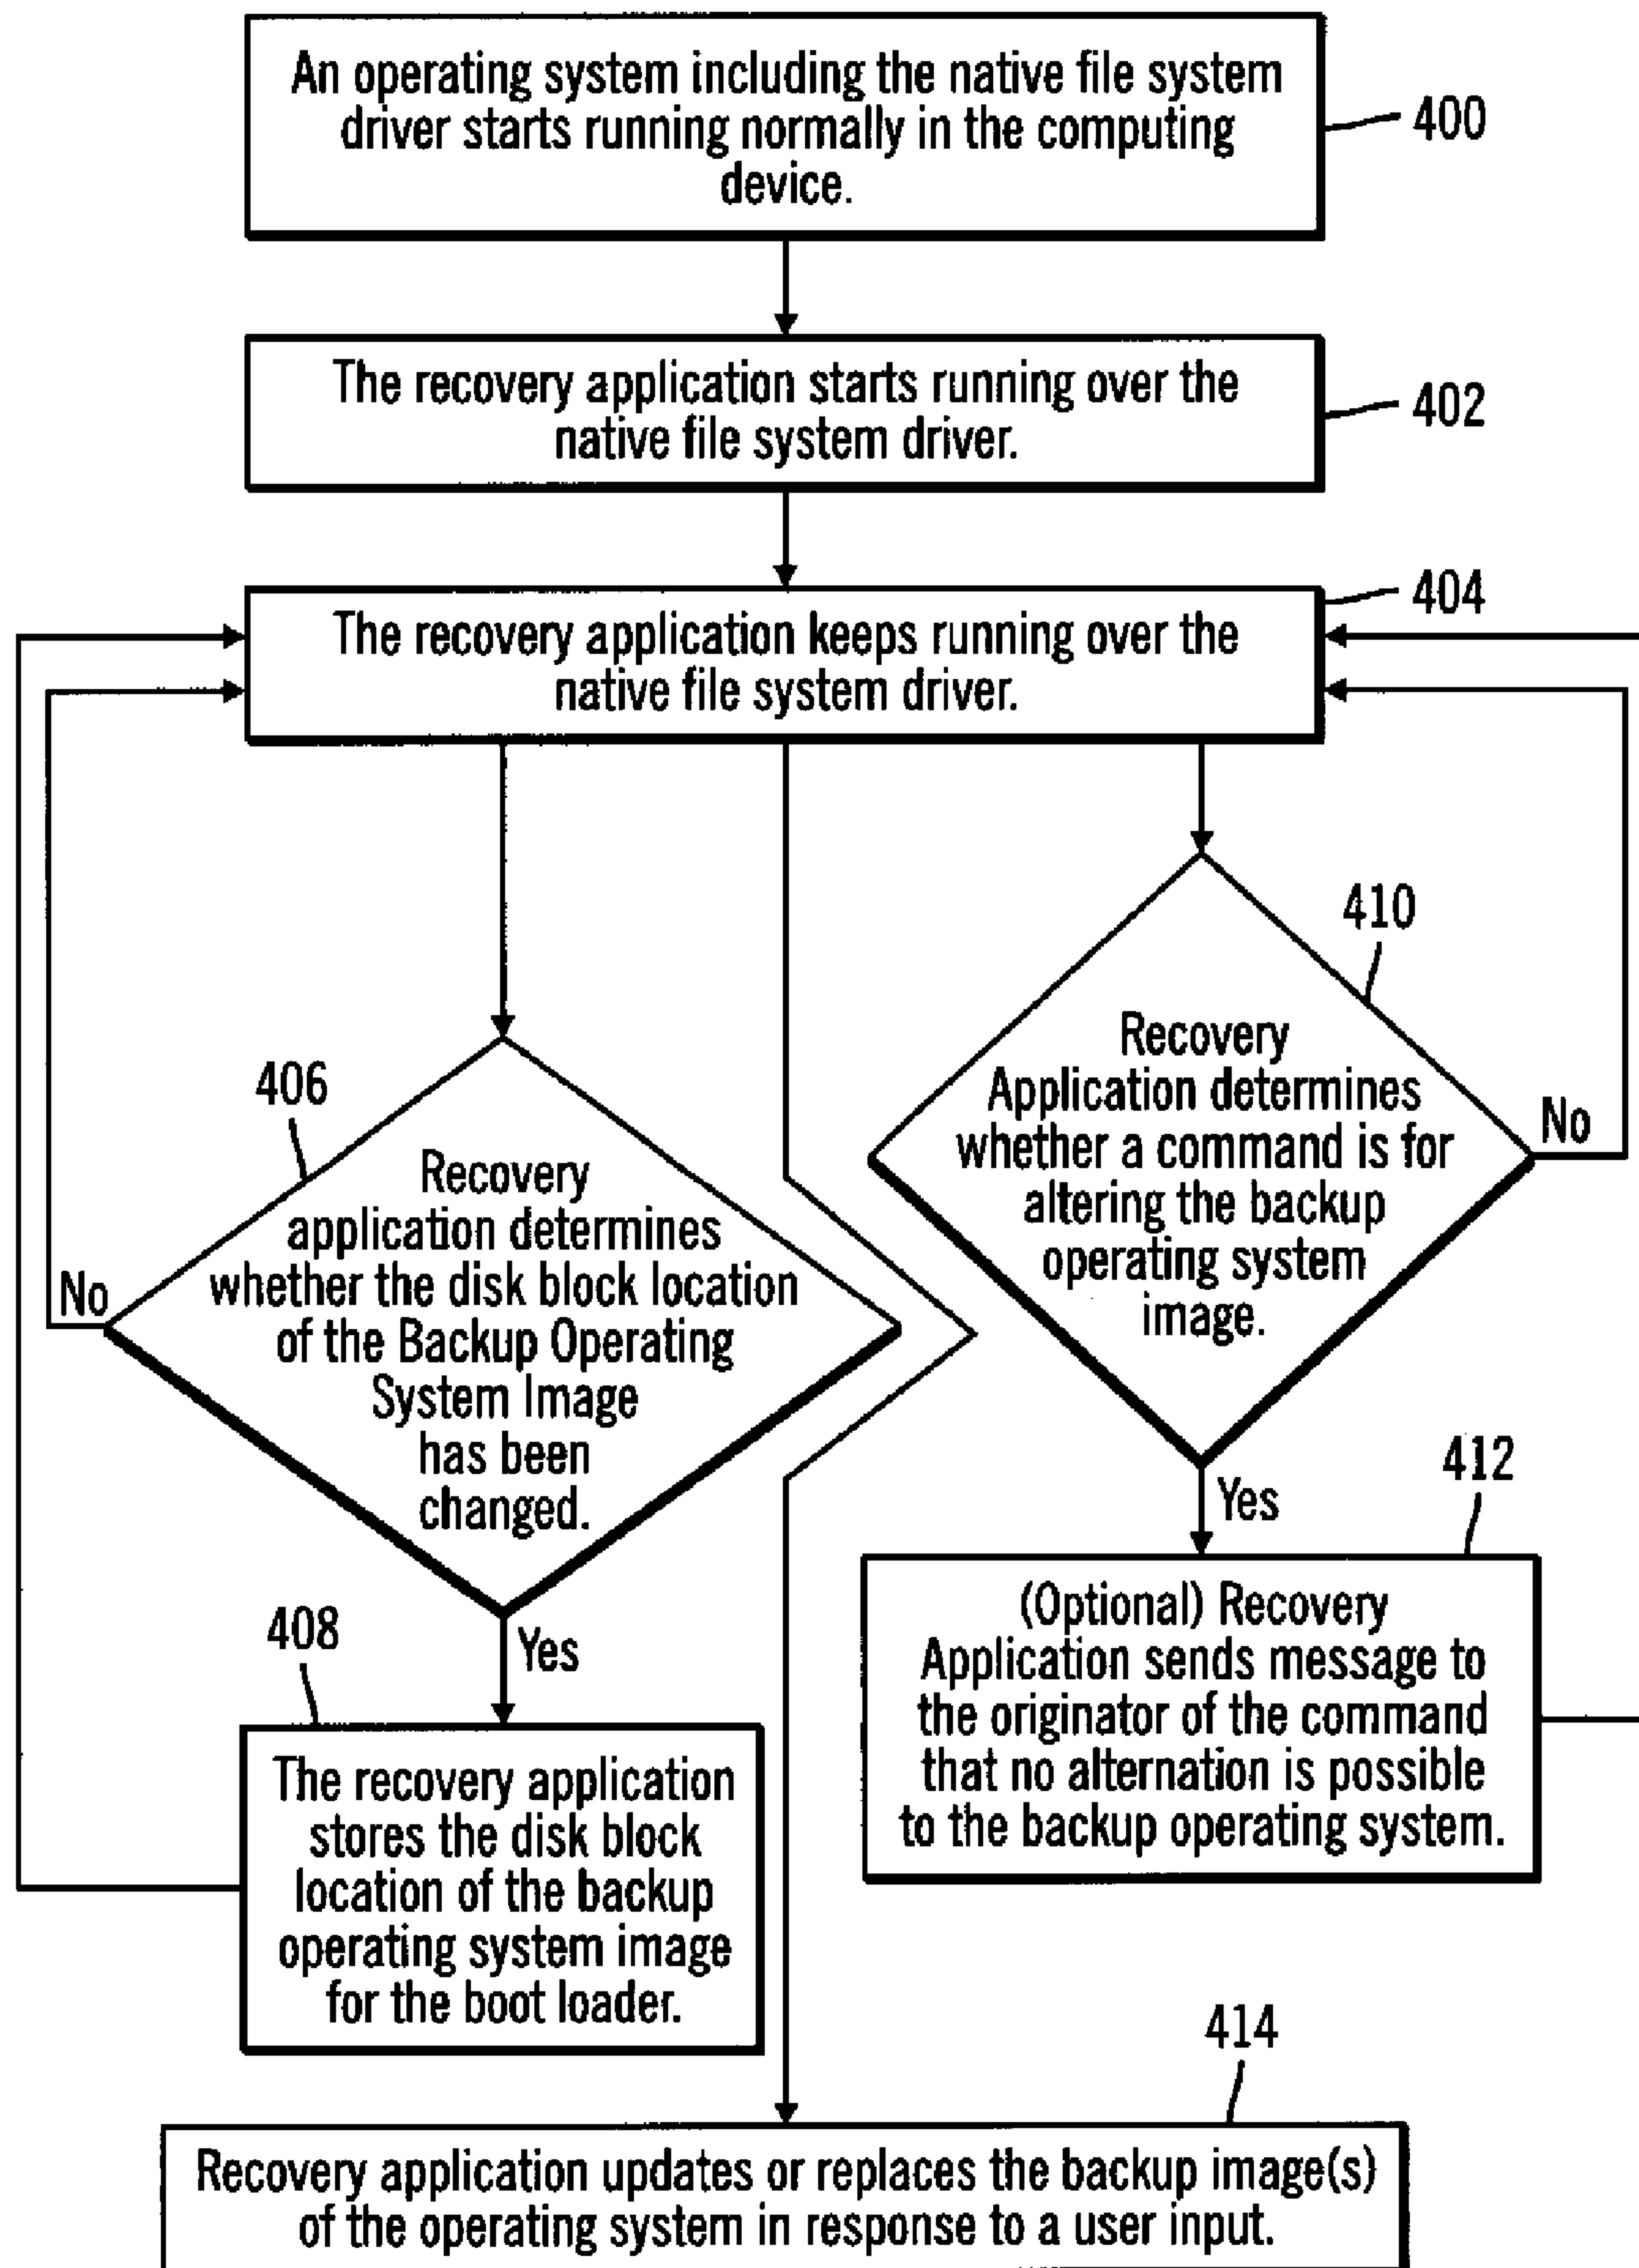 An operating system including the native file system
driver starts running normally in the computing
device.
400
The recovery application starts running over the
native file system driver.
402
404
The recovery application keeps running over the
native file system driver.
410
Recovery
Application determines
whether a command is for
altering the backup
operating system
image.
No
406
Recovery
application determines
whether the disk block location
of the Backup Operating
System Image
has been
changed.
No
Yes
412
(Optional) Recovery
Application sends message to
the originator of the command
that no alternation is possible
to the backup operating system.
408
Yes
The recovery application
stores the disk block
location of the backup
operating system image
for the boot loader.
414
Recovery application updates or replaces the backup image(s)
of the operating system in response to a user input.